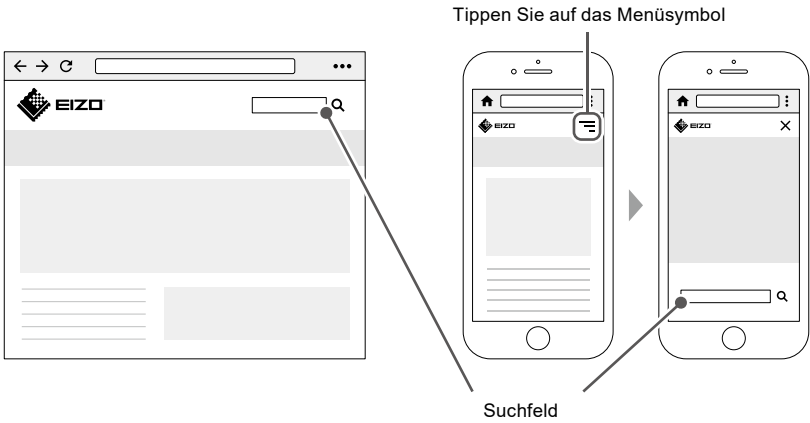 Tippen Sie auf das Menüsymbol
EIZO
EIZO
EIZO
Suchfeld